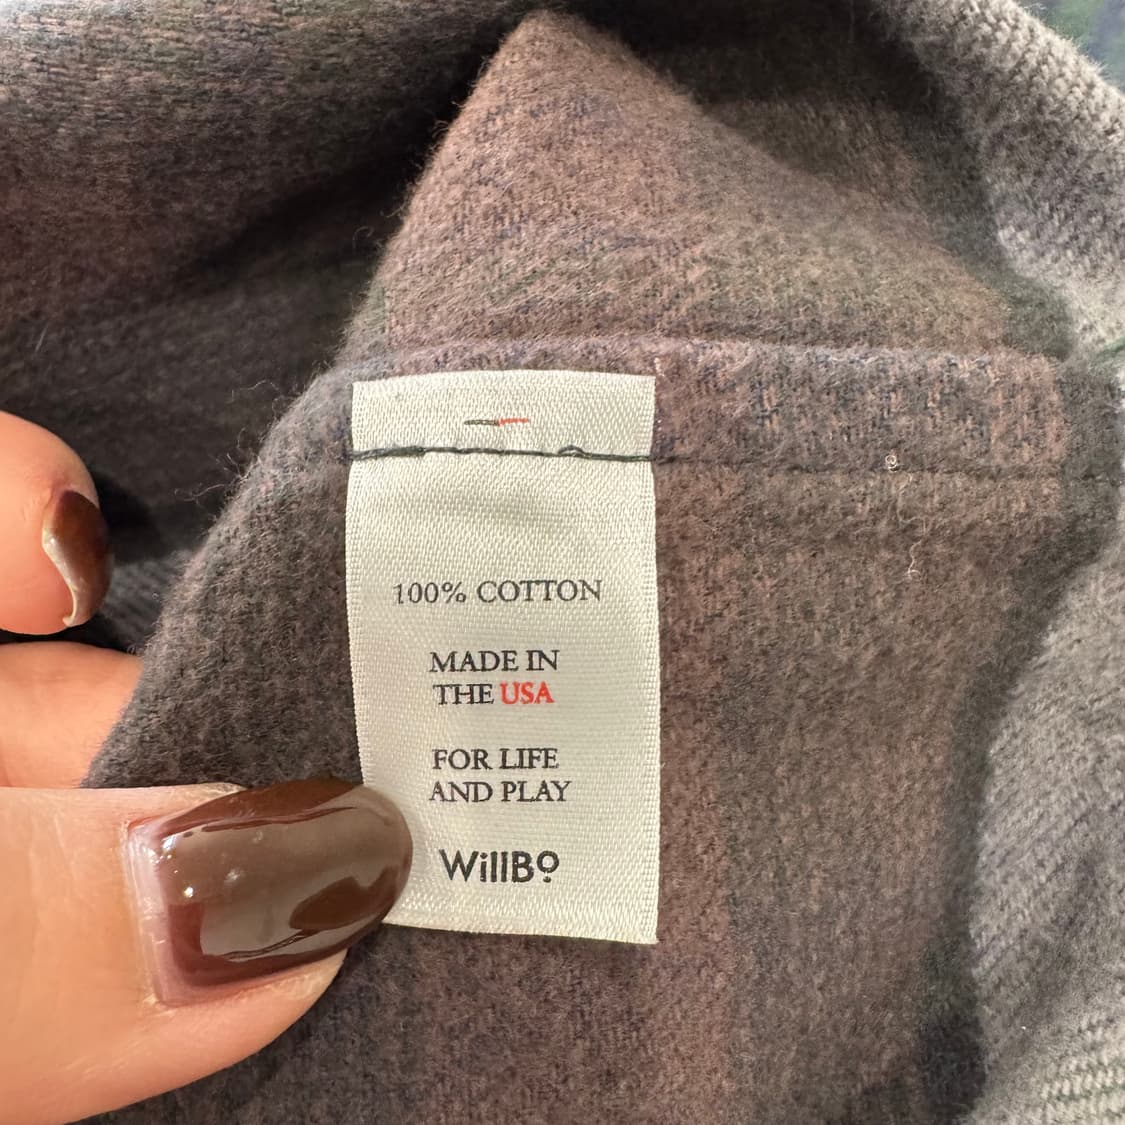 100% COTTON
MADE IN
THE USA
FOR LIFE
AND PLAY
WillBo